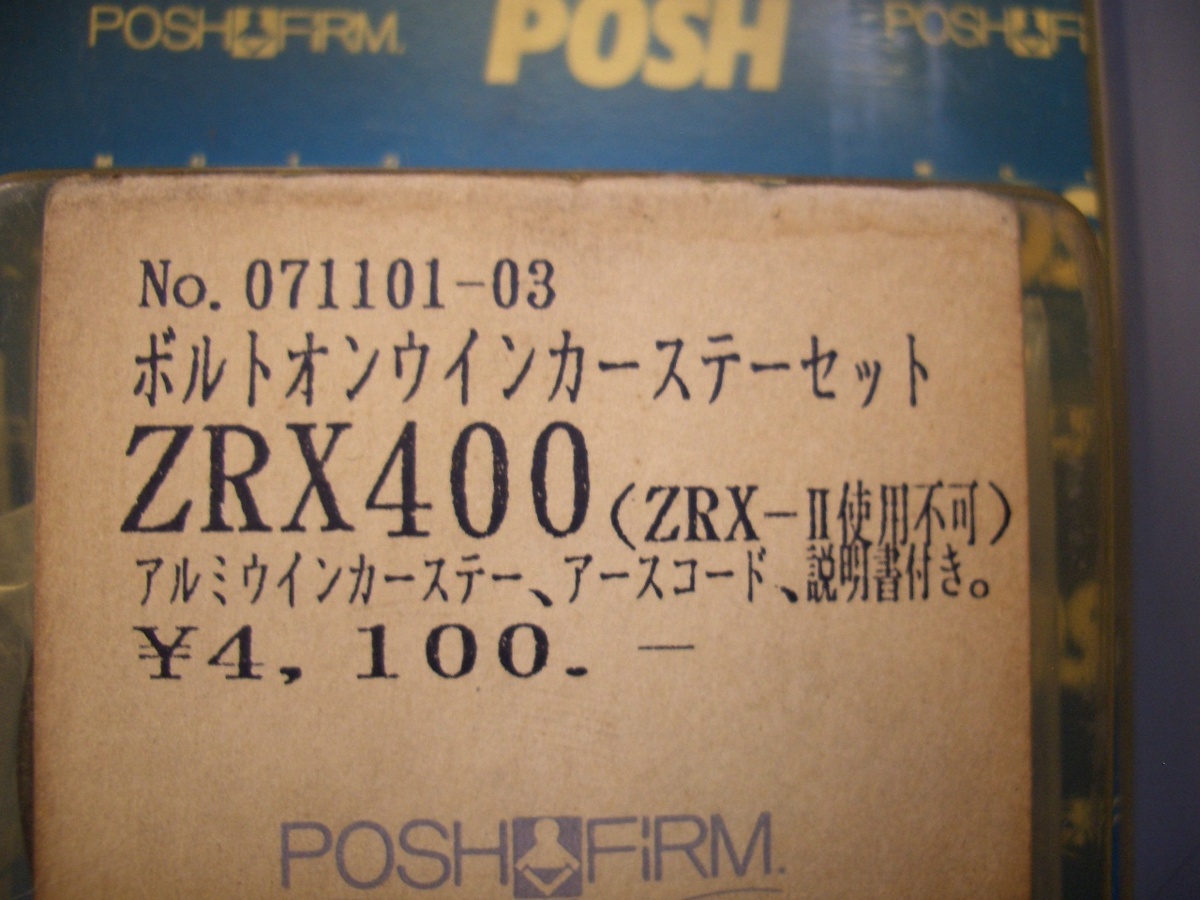 POSH FiRM.
POSH
POSH Fi
No. 071101-03
ボルトオンウインカーステーセット
ZRX400 (ZRX-Ⅱ使用不可)
アルミウインカーステー、アースコード、説明書付き。
¥4,100.―
POSH FiRM.